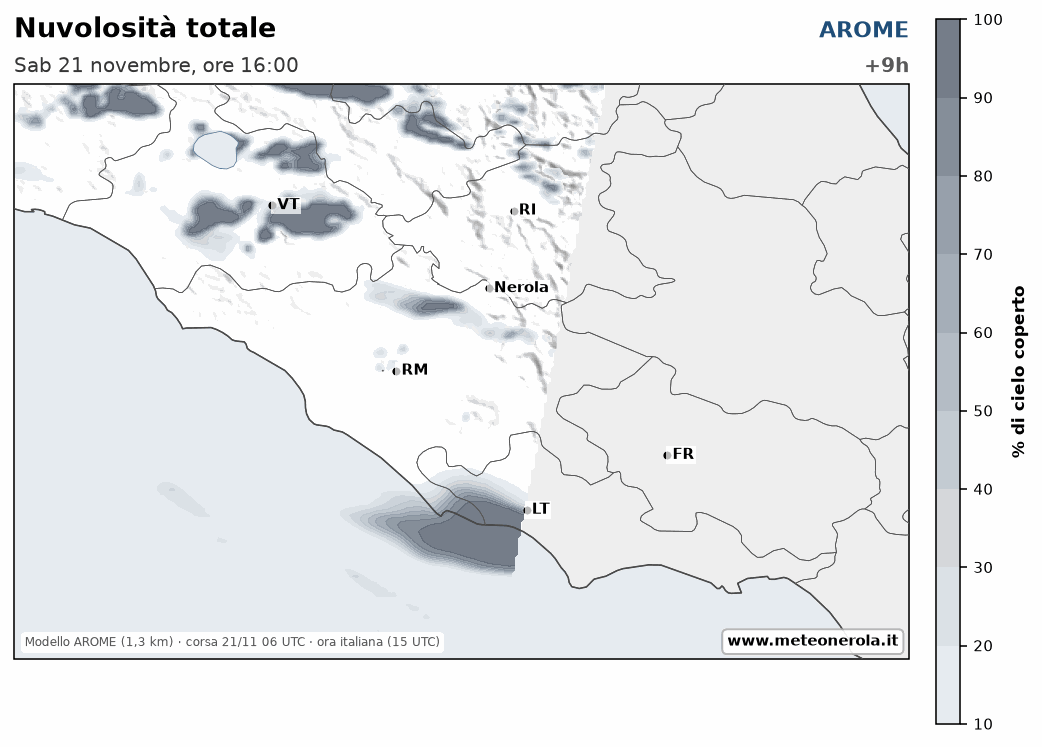 Nuvolosità totale
AROME
Sab 21 novembre, ore 16:00
+9h
100
90
80
70
60
50
40
30
20
10
% di cielo coperto
VT
RI
Nerola
RM
FR
LT
Modello AROME (1,3 km) · corsa 21/11 06 UTC · ora italiana (15 UTC)
www.meteonerola.it